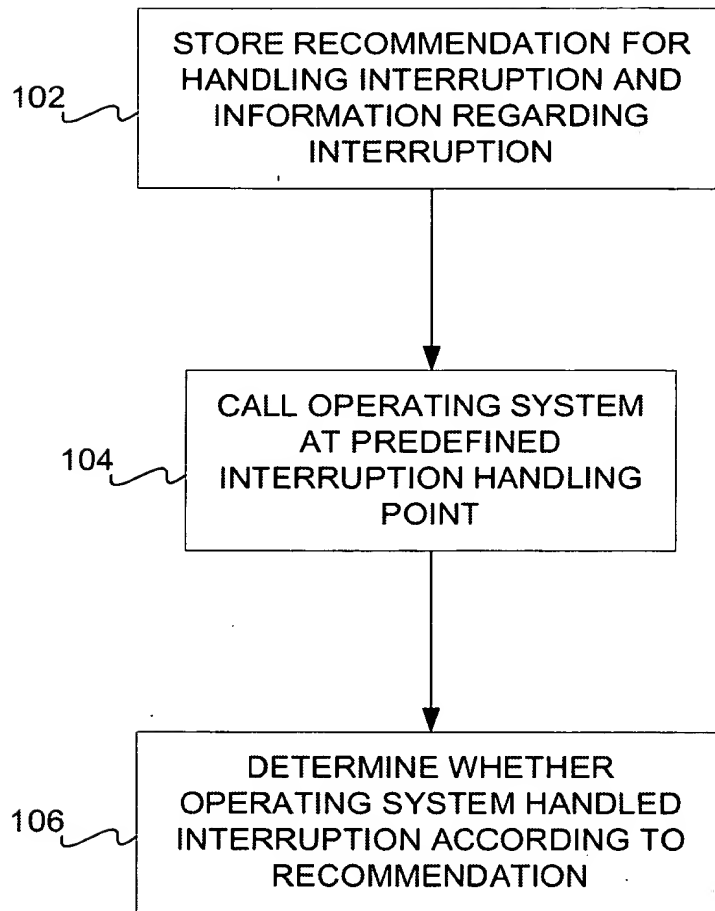 STORE RECOMMENDATION FOR
HANDLING INTERRUPTION AND
INFORMATION REGARDING
INTERRUPTION
102
CALL OPERATING SYSTEM
AT PREDEFINED
INTERRUPTION HANDLING
POINT
104
DETERMINE WHETHER
OPERATING SYSTEM HANDLED
INTERRUPTION ACCORDING TO
RECOMMENDATION
106